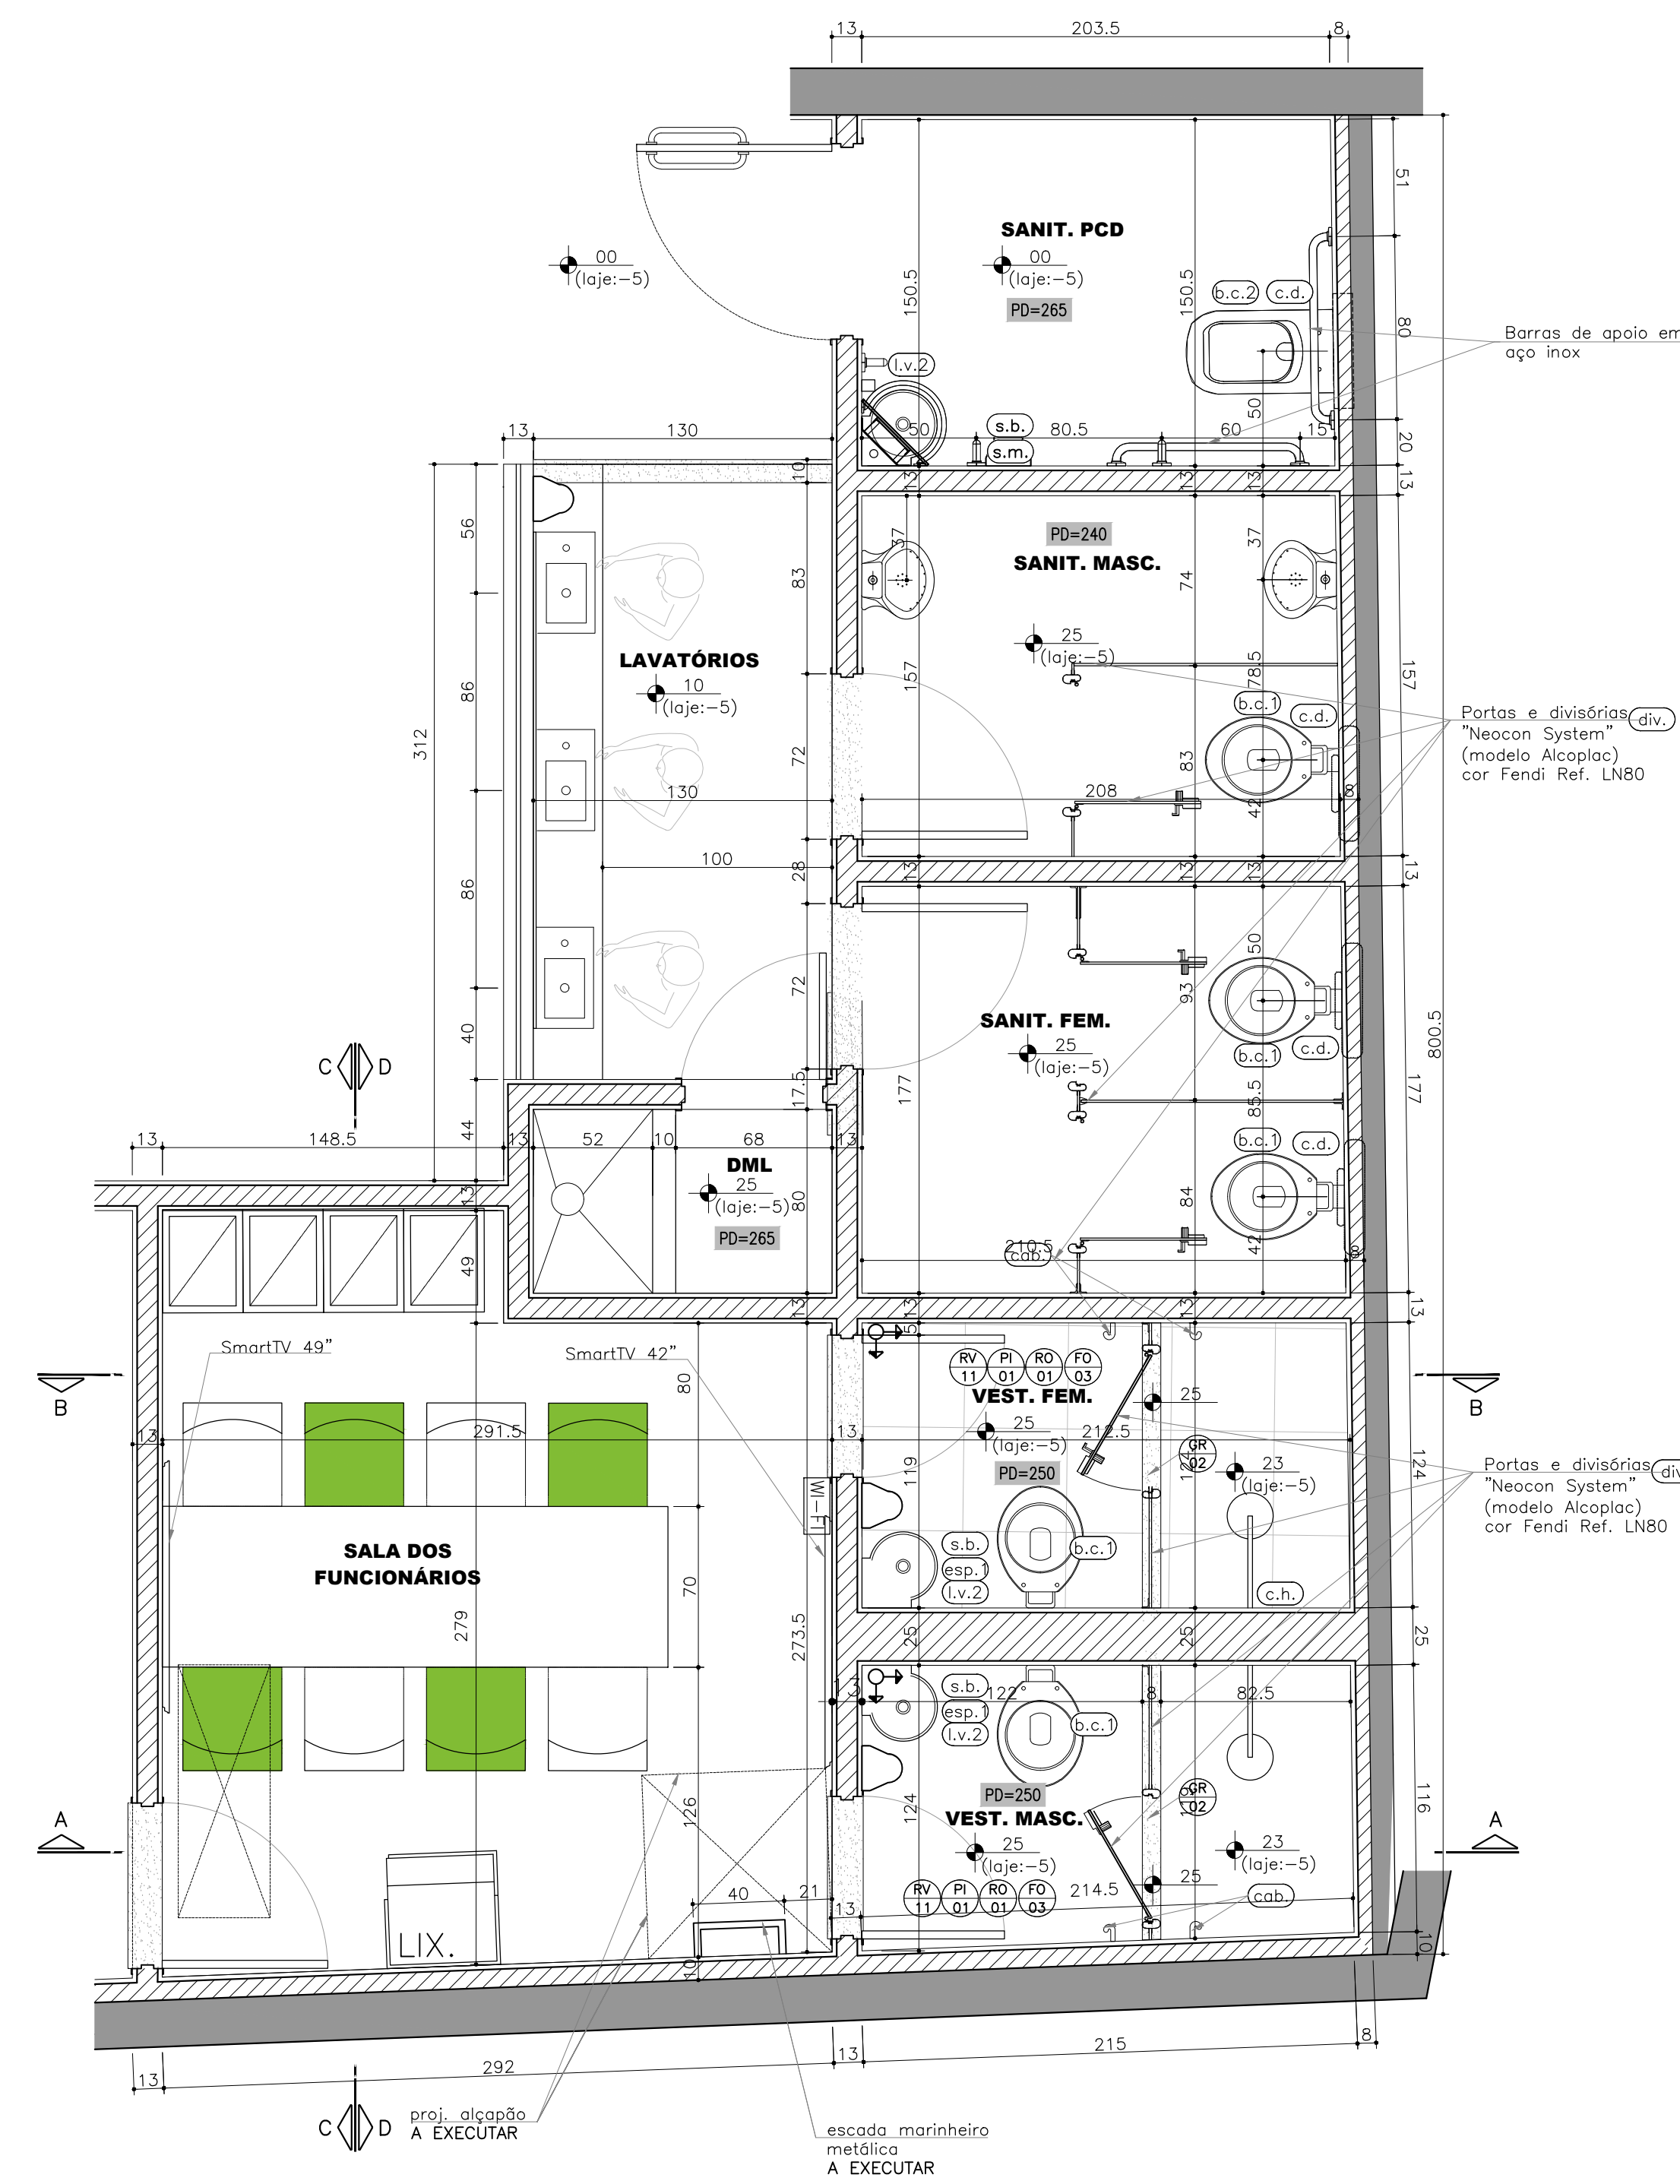 13 203.5 8
51
SANIT. PCD
00
(laje:-5)
00
(laje:-5)
PD=265
150.5
150.5
b.c.2 c.d.
80
Barras de apoio em
aço inox
l.v.2
50
s.b.
s.m.
50 80.5 60 15
20
13 130
10
13
13
13
13
56
37
PD=240
SANIT. MASC.
37
83
74
LAVATÓRIOS
10
(laje:-5)
25
(laje:-5)
157
78.5
157
86
b.c.1 c.d.
Portas e divisórias div.
"Neocon System"
(modelo Alcoplac)
cor Fendi Ref. LN80
312
72
83
130
208
8
42
100
28
13
13
13
13
86
72
50
93
40
SANIT. FEM.
25
(laje:-5)
b.c.1 c.d.
800.5
C D
17.5
177
85.5
177
44
13 148.5 13 52 10 68 13
b.c.1 c.d.
DML
25
(laje:-5)
PD=265
13
80
84
49
210.5
cab.
42
8
13
13
13
13
5
SmartTV 49"
SmartTV 42"
80
RV
11
PI
01
RO
01
FO
03
VEST. FEM.
25
25
(laje:-5)
B
B
13 291.5 13 212.5
GR
02
PD=250
119
124
124
23
(laje:-5)
Portas e divisórias
"Neocon System"
(modelo Alcoplac)
cor Fendi Ref. LN80
WI-FI
SALA DOS
FUNCIONÁRIOS
s.b.
esp.1
l.v.2
b.c.1
c.h.
70
279
273.5
25
25
25
13
122 8 82.5
s.b.
esp.1
l.v.2
b.c.1
PD=250
VEST. MASC.
GR
02
126
124
116
A
A
25
(laje:-5)
23
(laje:-5)
25
RV
11
PI
01
RO
01
FO
03
214.5
cab.
40 21
13
LIX.
10
10
13 292 13 215 8
C D
proj. alçapão
A EXECUTAR
escada marinheiro
metálica
A EXECUTAR